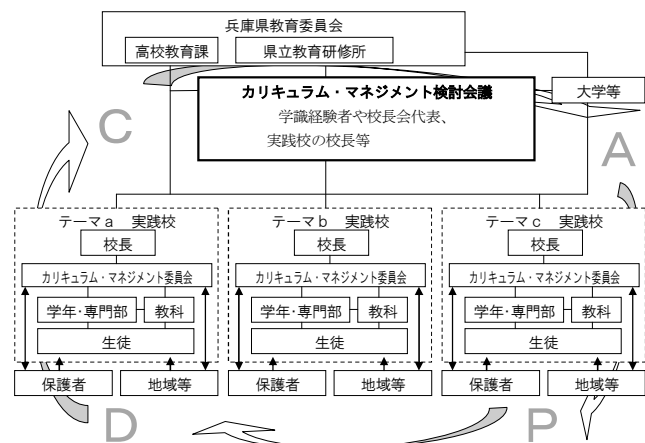 兵庫県教育委員会
高校教育課
県立教育研修所
カリキュラム・マネジメント検討会議
学識経験者や校長会代表、
実践校の校長等
大学等
C
A
テーマa　実践校
校長
カリキュラム・マネジメント委員会
学年・専門部
教科
生徒
保護者
地域等
テーマb　実践校
校長
カリキュラム・マネジメント委員会
学年・専門部
教科
生徒
保護者
地域等
テーマc　実践校
校長
カリキュラム・マネジメント委員会
学年・専門部
教科
生徒
保護者
地域等
D
P